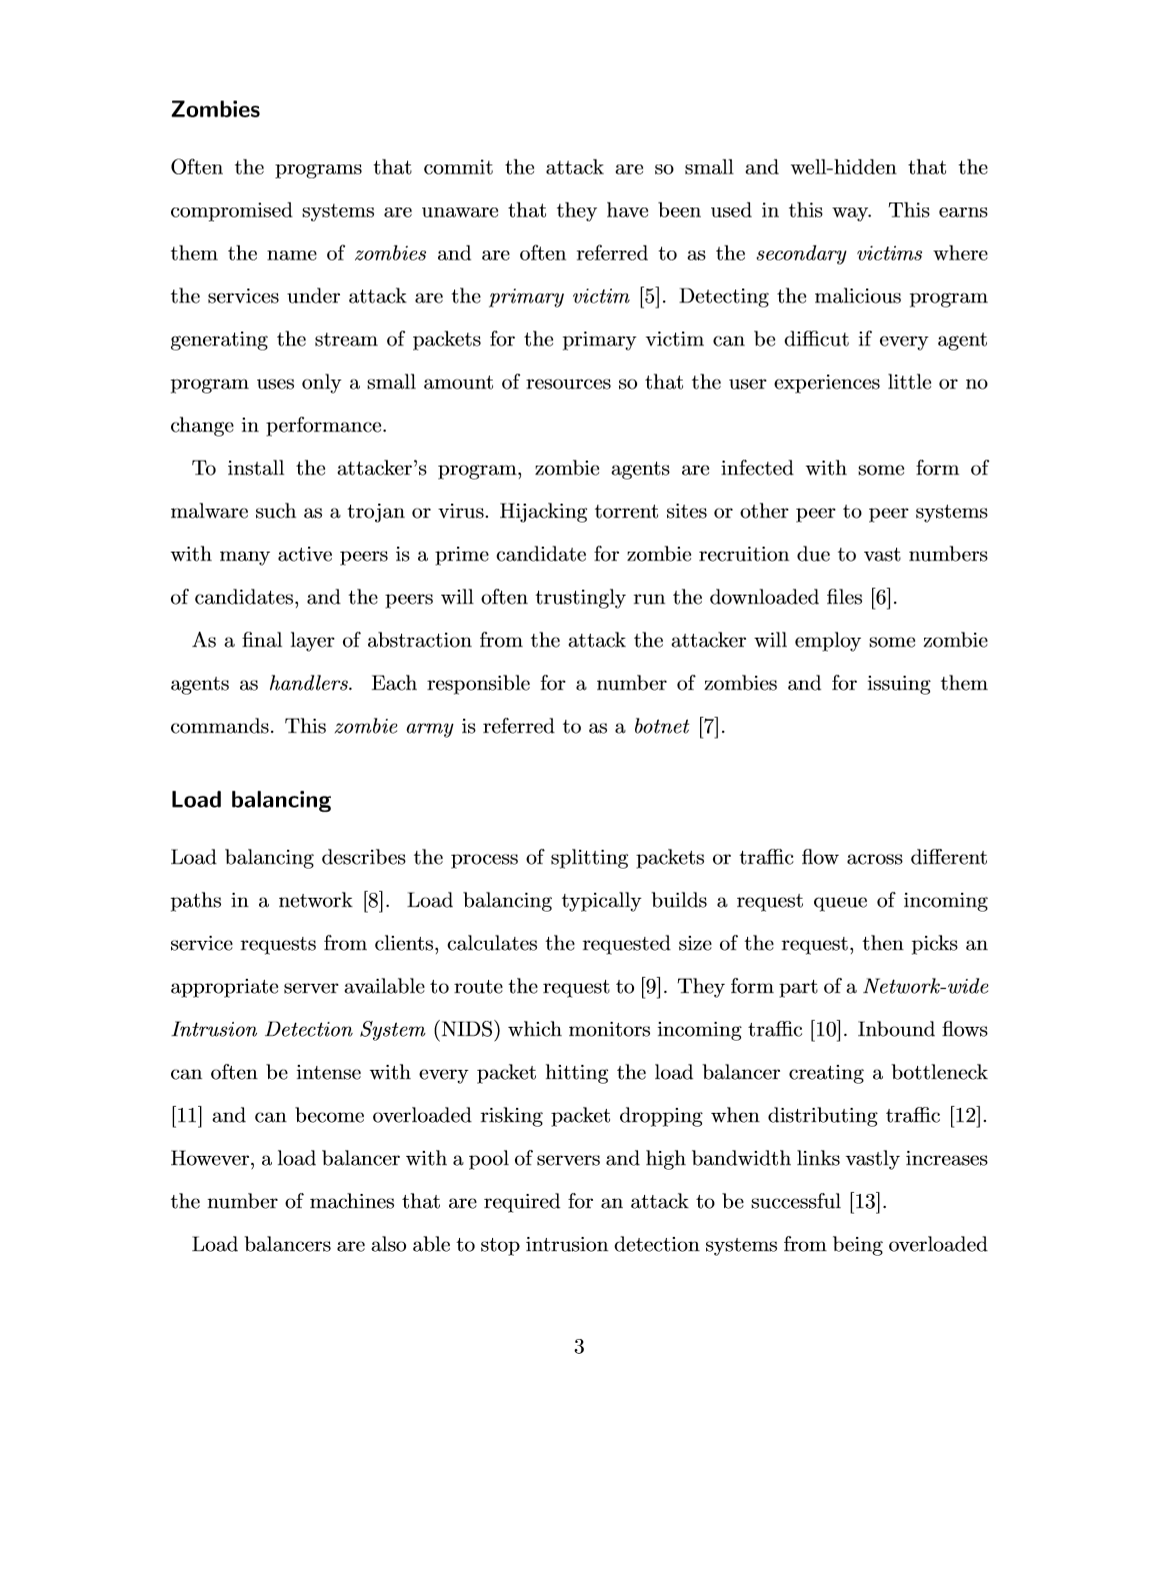 Zombies
Often the programs that commit the attack are so small and well-hidden that the
compromised systems are unaware that they have been used in this way. This earns
them the name of zombies and are often referred to as the secondary victims where
the services under attack are the primary victim [5]. Detecting the malicious program
generating the stream of packets for the primary victim can be difficut if every agent
program uses only a small amount of resources so that the user experiences little or no
change in performance.
To install the attacker's program, zombie agents are infected with some form of
malware such as a trojan or virus. Hijacking torrent sites or other peer to peer systems
with many active peers is a prime candidate for zombie recruition due to vast numbers
of candidates, and the peers will often trustingly run the downloaded files [6].
As a final layer of abstraction from the attack the attacker will employ some zombie
agents as handlers. Each responsible for a number of zombies and for issuing them
commands. This zombie army is referred to as a botnet [7].
Load balancing
Load balancing describes the process of splitting packets or traffic flow across different
paths in a network [8]. Load balancing typically builds a request queue of incoming
service requests from clients, calculates the requested size of the request, then picks an
appropriate server available to route the request to [9]. They form part of a Network-wide
Intrusion Detection System (NIDS) which monitors incoming traffic [10]. Inbound flows
can often be intense with every packet hitting the load balancer creating a bottleneck
[11] and can become overloaded risking packet dropping when distributing traffic [12].
However, a load balancer with a pool of servers and high bandwidth links vastly increases
the number of machines that are required for an attack to be successful [13].
Load balancers are also able to stop intrusion detection systems from being overloaded
3